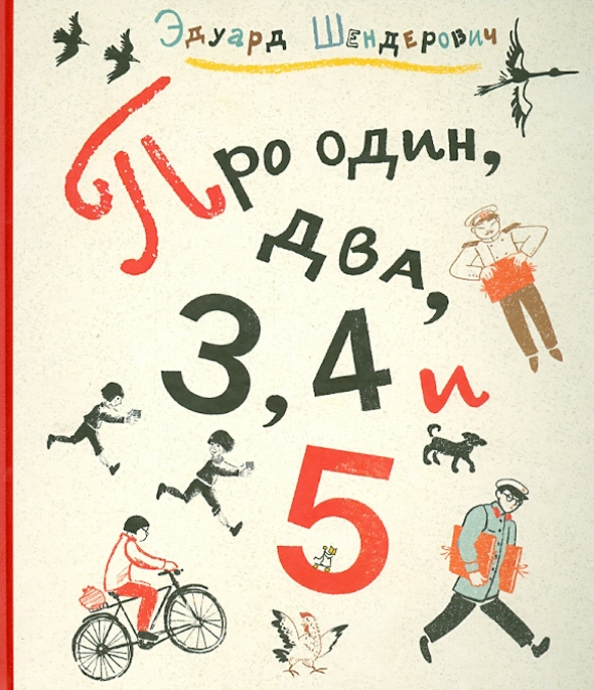 Эдуард Шендерович
Про один,
два,
3, 4 и
5